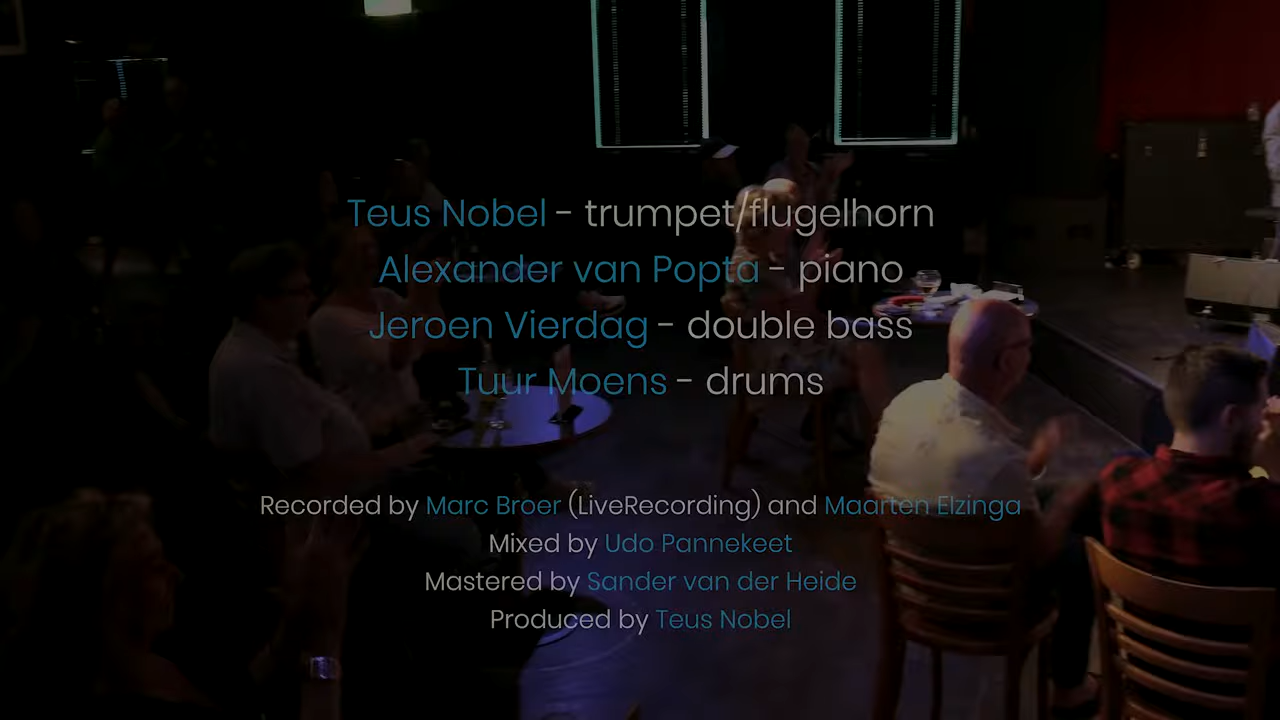 Teus Nobel - trumpet/flugelhorn
Alexander van Popta - piano
Jeroen Vierdag - double bass
Tuur Moens - drums
Recorded by Marc Broer (LiveRecording) and Maarten Elzinga
Mixed by Udo Pannekeet
Mastered by Sander van der Heide
Produced by Teus Nobel